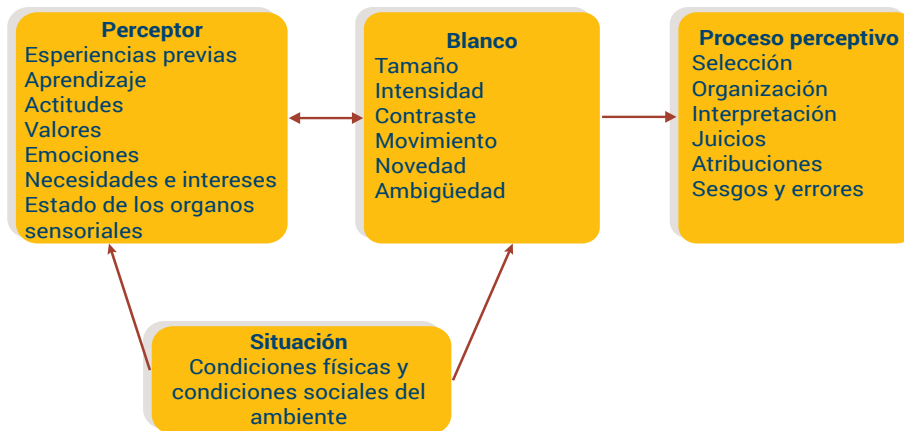 Perceptor
Esperiencias previas
Aprendizaje
Actitudes
Valores
Emociones
Necesidades e intereses
Estado de los organos
sensoriales
Blanco
Tamaño
Intensidad
Contraste
Movimiento
Novedad
Ambigüedad
Proceso perceptivo
Selección
Organización
Interpretación
Juicios
Atribuciones
Sesgos y errores
Situación
Condiciones físicas y
condiciones sociales del
ambiente